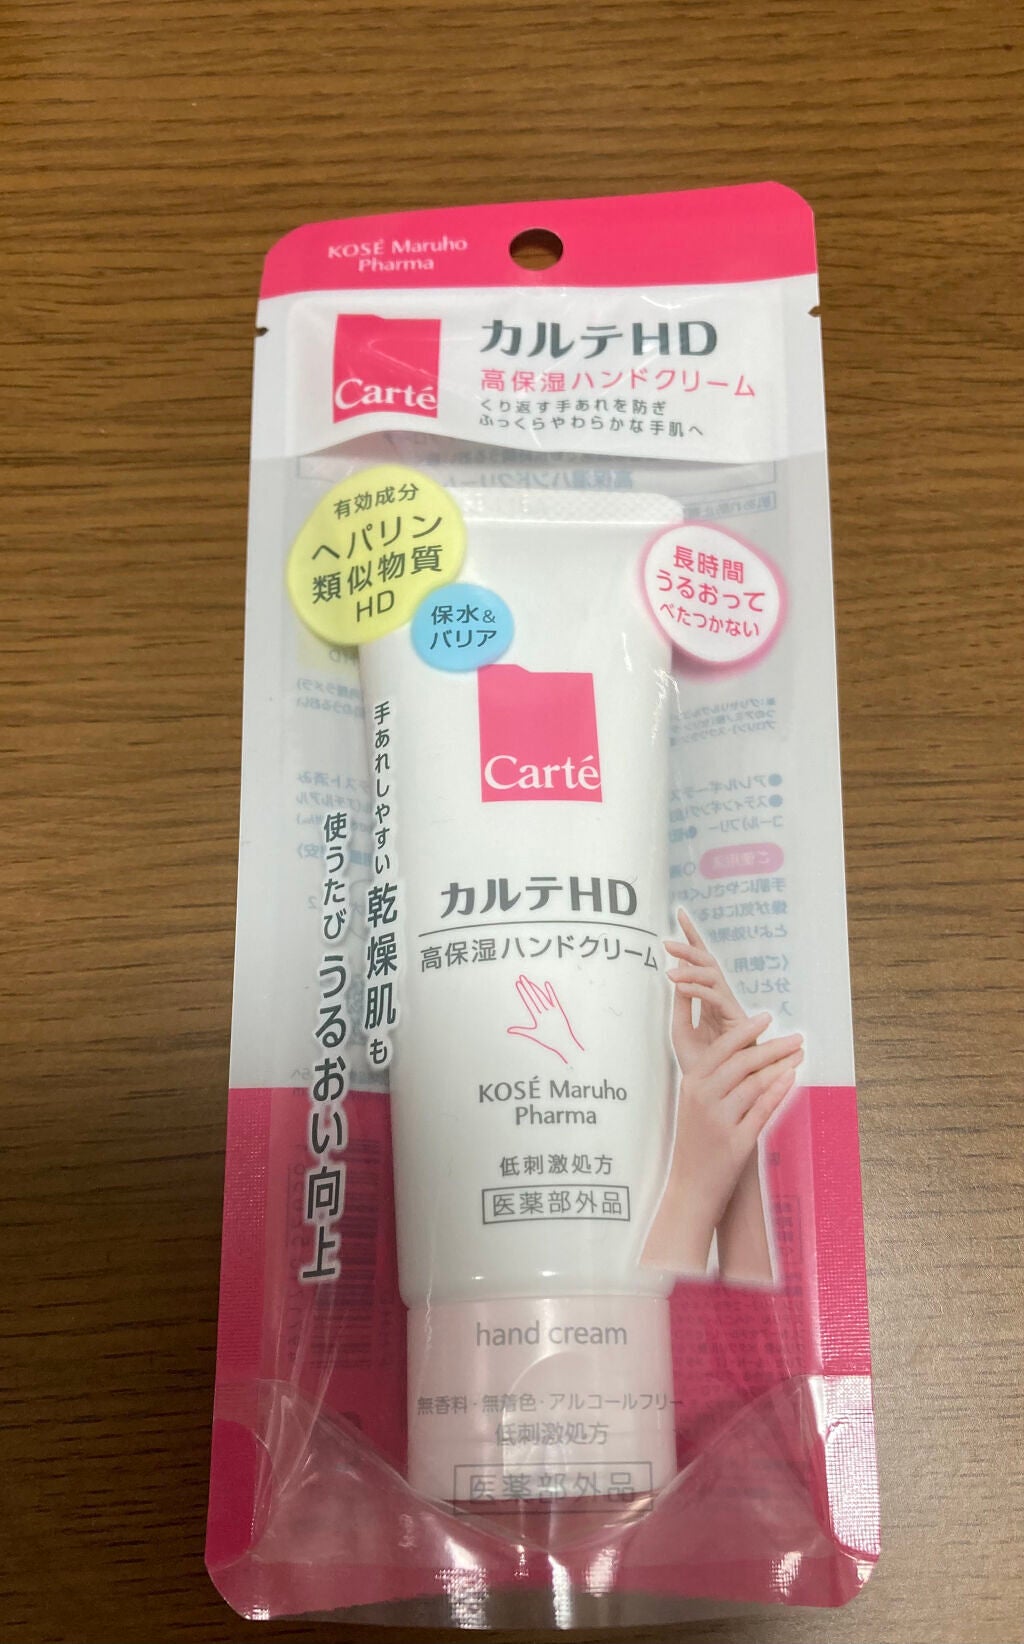 KOSÉ Maruho
Pharma
Carté
カルテHD
高保湿ハンドクリーム
くり返す手あれを防ぎ
ふっくらやわらかな手肌へ
有効成分
ヘパリン
類似物質
HD
保水&
バリア
長時間
うるおって
べたつかない
手あれしやすい乾燥肌も
使うたびうるおい向上
Carté
カルテHD
高保湿ハンドクリーム
KOSÉ Maruho
Pharma
低刺激処方
医薬部外品
hand cream
無香料・無着色・アルコールフリー
低刺激処方
医薬部外品